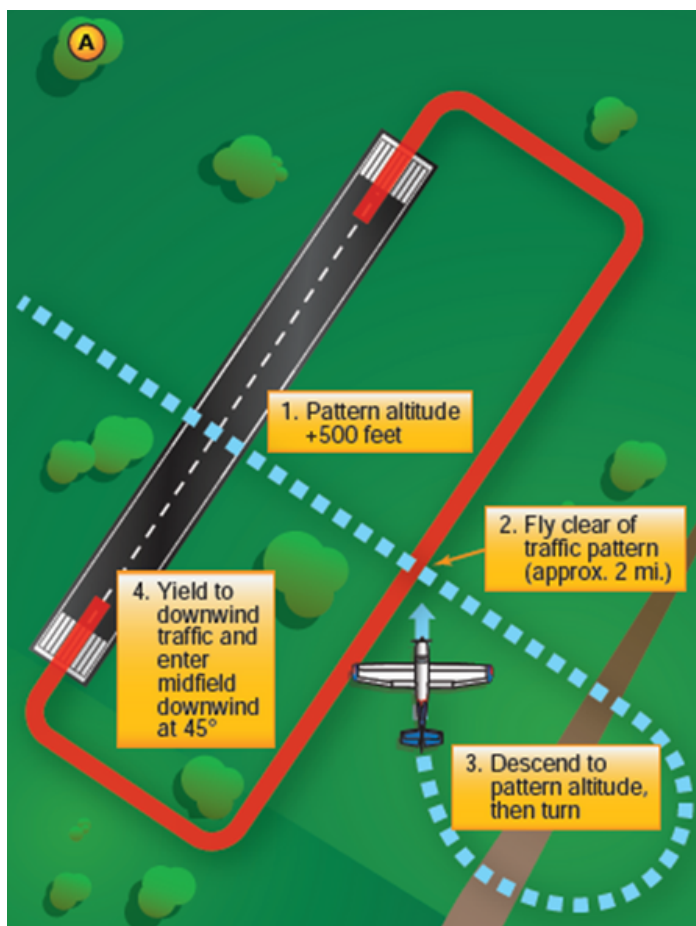 A
1. Pattern altitude
+500 feet
2. Fly clear of
traffic pattern
(approx. 2 mi.)
4. Yield to
downwind
traffic and
enter
midfield
downwind
at 45°
3. Descend to
pattern altitude,
then turn